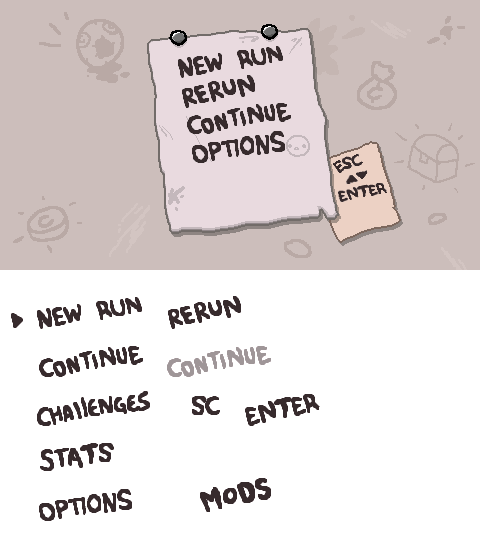 NEW RUN
RERUN
CONTINUE
OPTIONS
ESC
ENTER
NEW RUN RERUN
CONTINUE CONTINUE
CHALLENGES SC ENTER
STATS
OPTIONS MODS